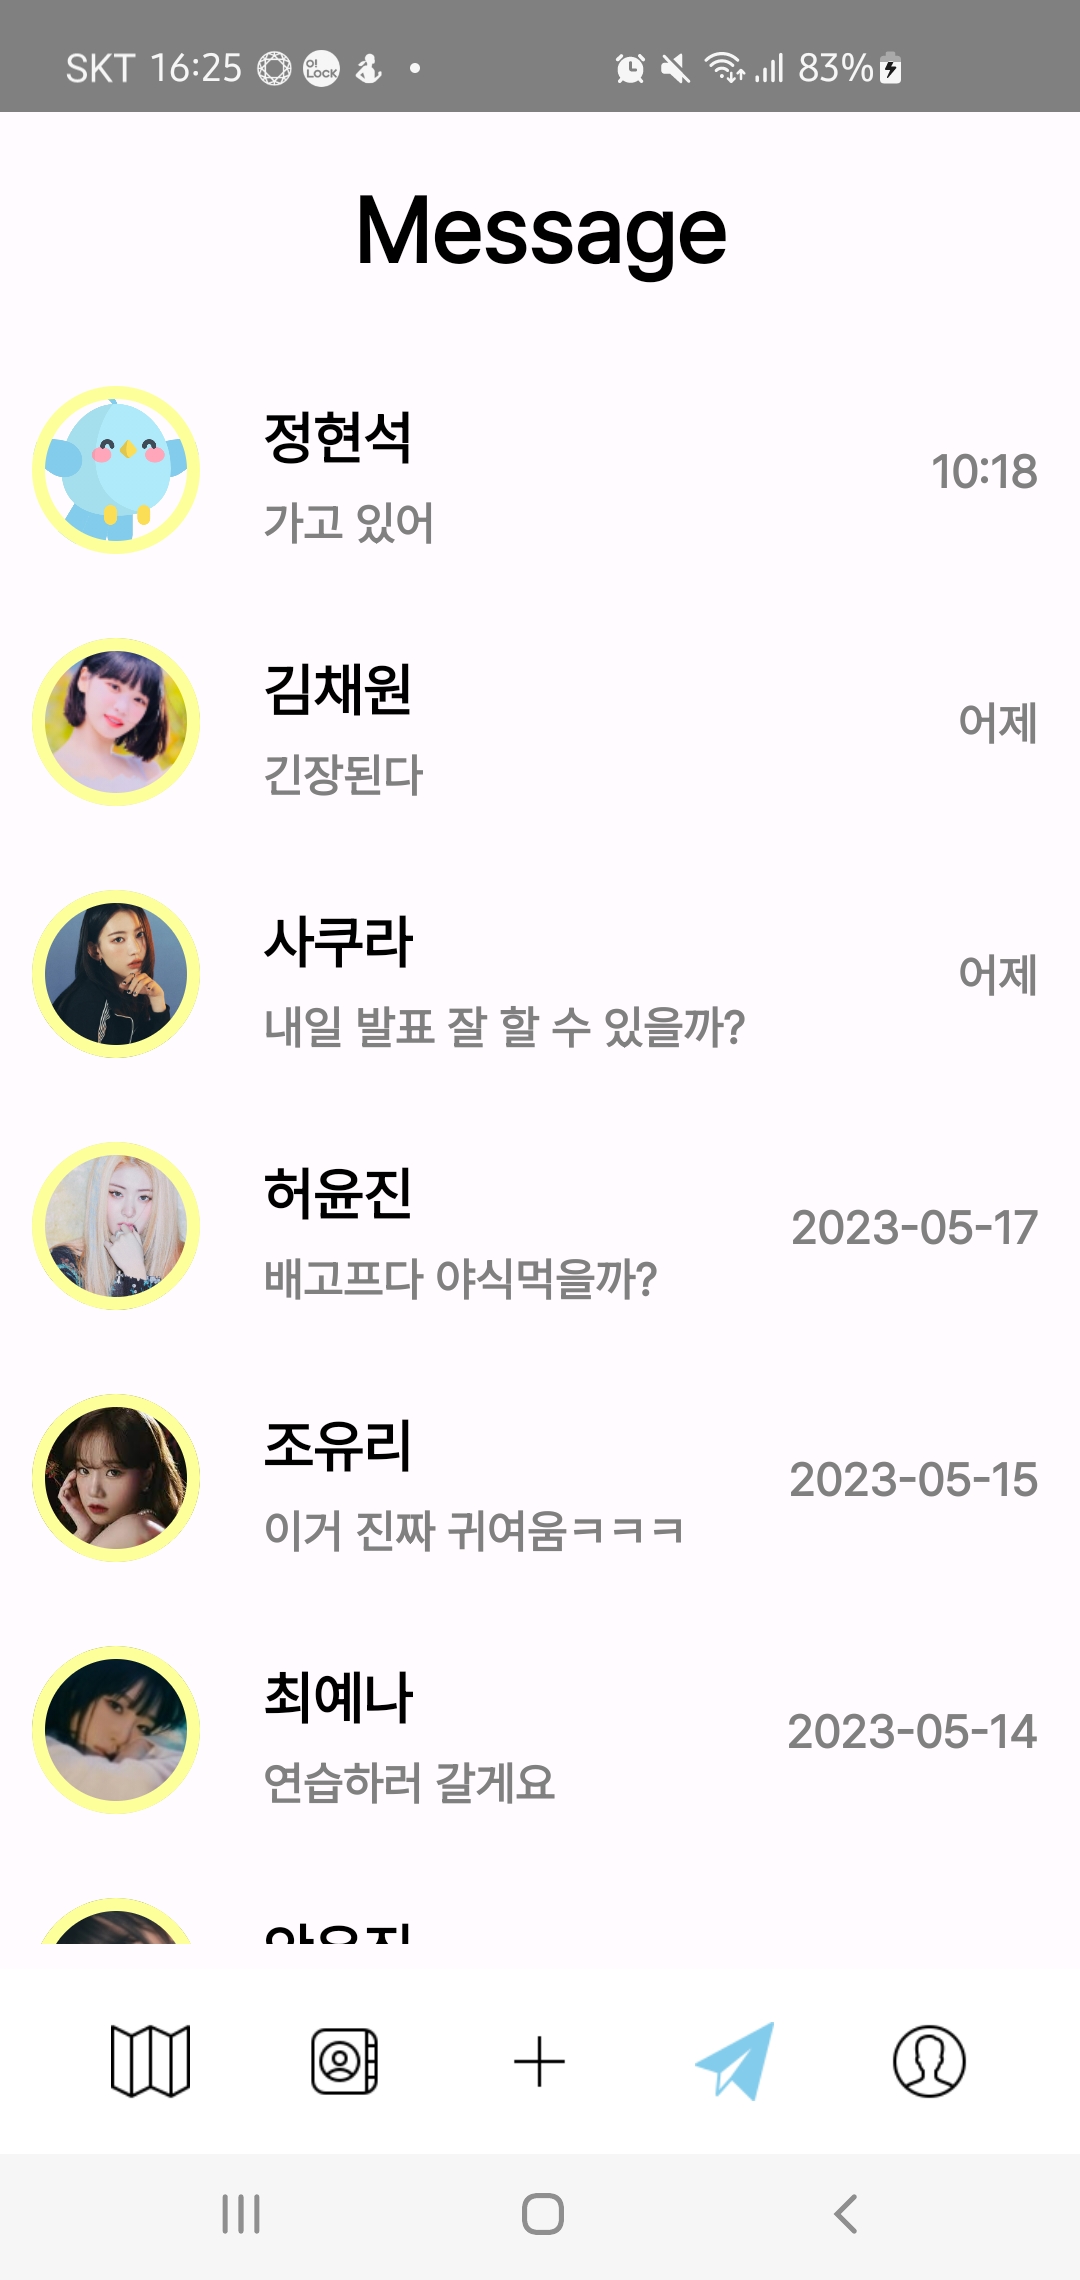 SKT 16:25 O! LOCK 83%
Message
정현석
가고 있어
10:18
김채원
긴장된다
어제
사쿠라
내일 발표 잘 할 수 있을까?
어제
허윤진
배고프다 야식먹을까?
2023-05-17
조유리
이거 진짜 귀여움ㅋㅋㅋ
2023-05-15
최예나
연습하러 갈게요
2023-05-14